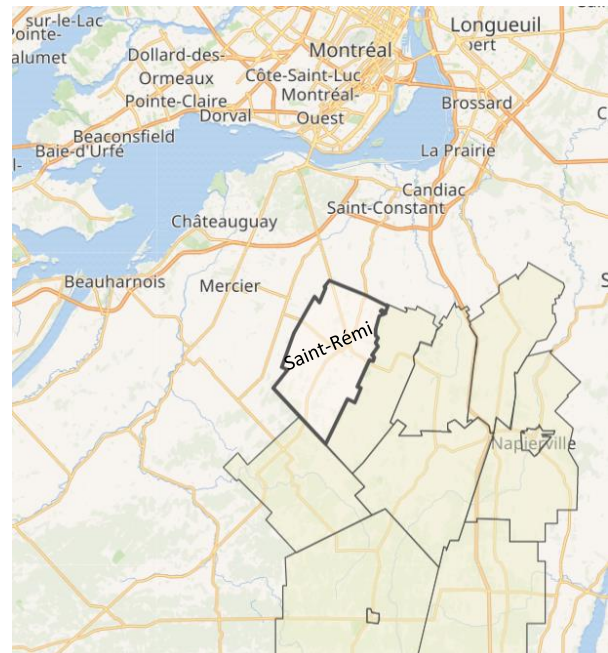 sur-le-Lac
Pointe-
alumet
Longueuil
Montréal
Dollard-des-
Ormeaux
Côte-Saint-Luc
Pointe-Claire
Montréal-
Ouest
Dorval
Brossard
Beaconsfield
Baie-d'Urfé
La Prairie
Candiac
Saint-Constant
Châteauguay
Beauharnois
Mercier
Saint-Rémi
Napierville